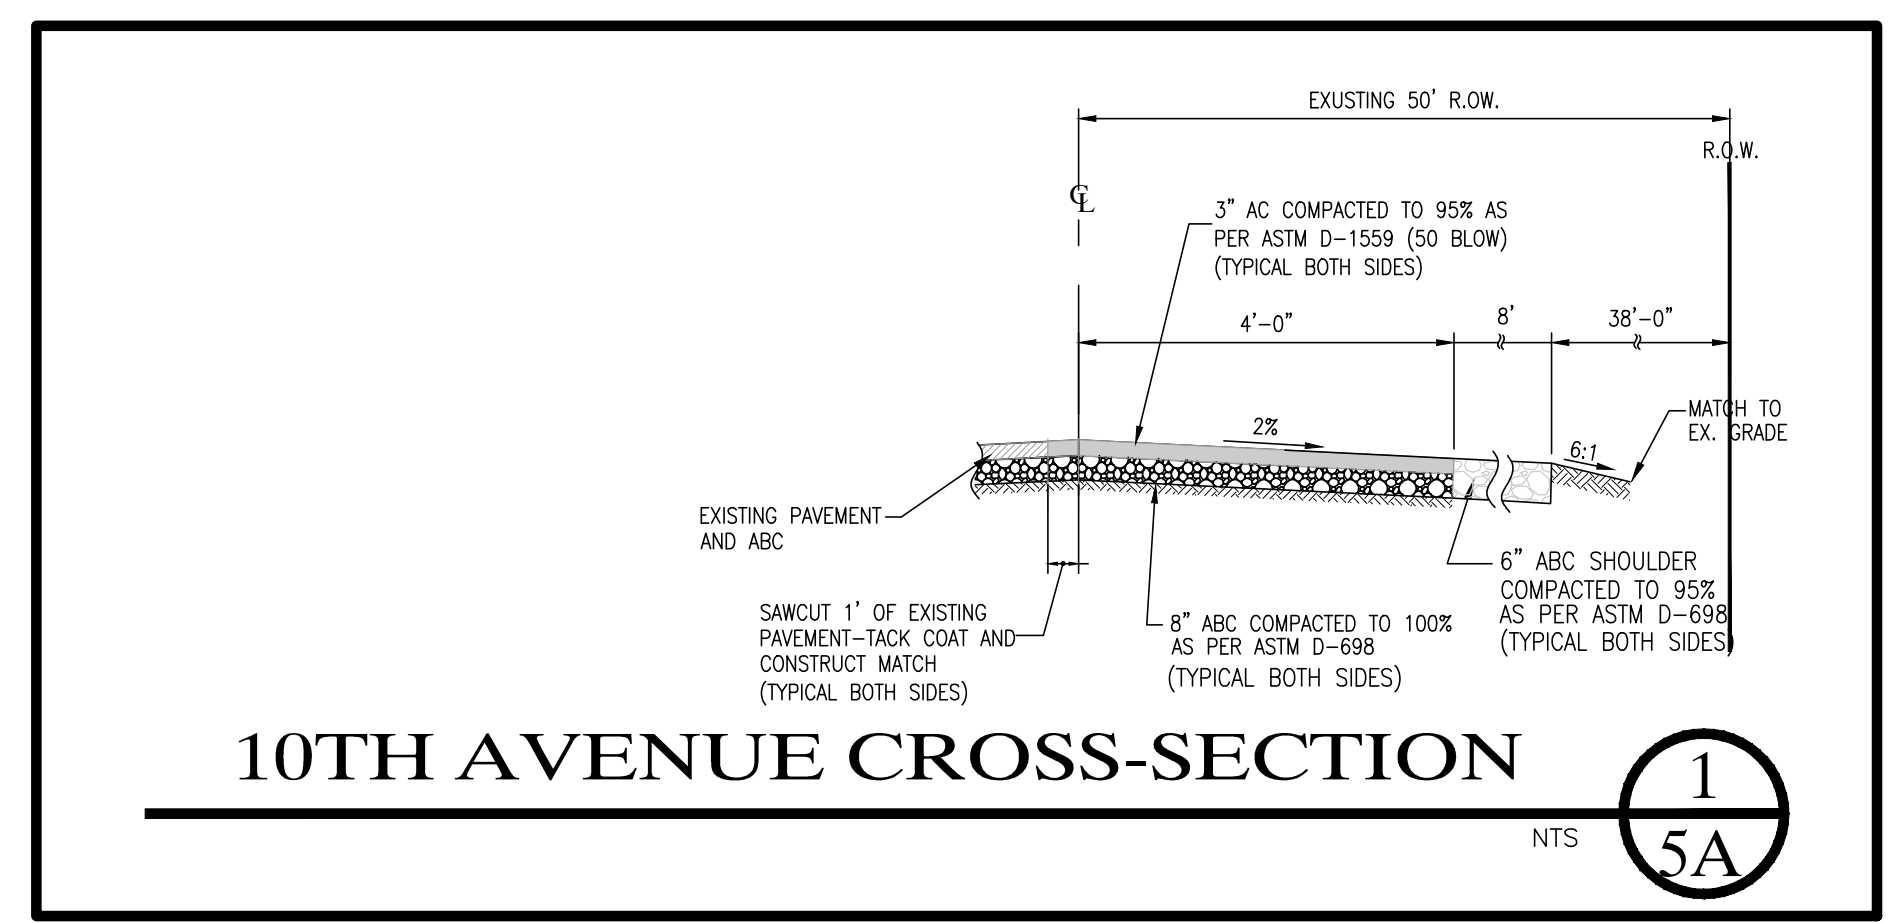 EXUSTING 50' R.OW.
R.O.W.
℄
3" AC COMPACTED TO 95% AS
PER ASTM D-1559 (50 BLOW)
(TYPICAL BOTH SIDES)
4'-0"
8'
38'-0"
MATCH TO
EX. GRADE
2%
6:1
EXISTING PAVEMENT
AND ABC
SAWCUT 1' OF EXISTING
PAVEMENT-TACK COAT AND
CONSTRUCT MATCH
(TYPICAL BOTH SIDES)
8" ABC COMPACTED TO 100%
AS PER ASTM D-698
(TYPICAL BOTH SIDES)
6" ABC SHOULDER
COMPACTED TO 95%
AS PER ASTM D-698
(TYPICAL BOTH SIDES)
10TH AVENUE CROSS-SECTION
1
5A
NTS